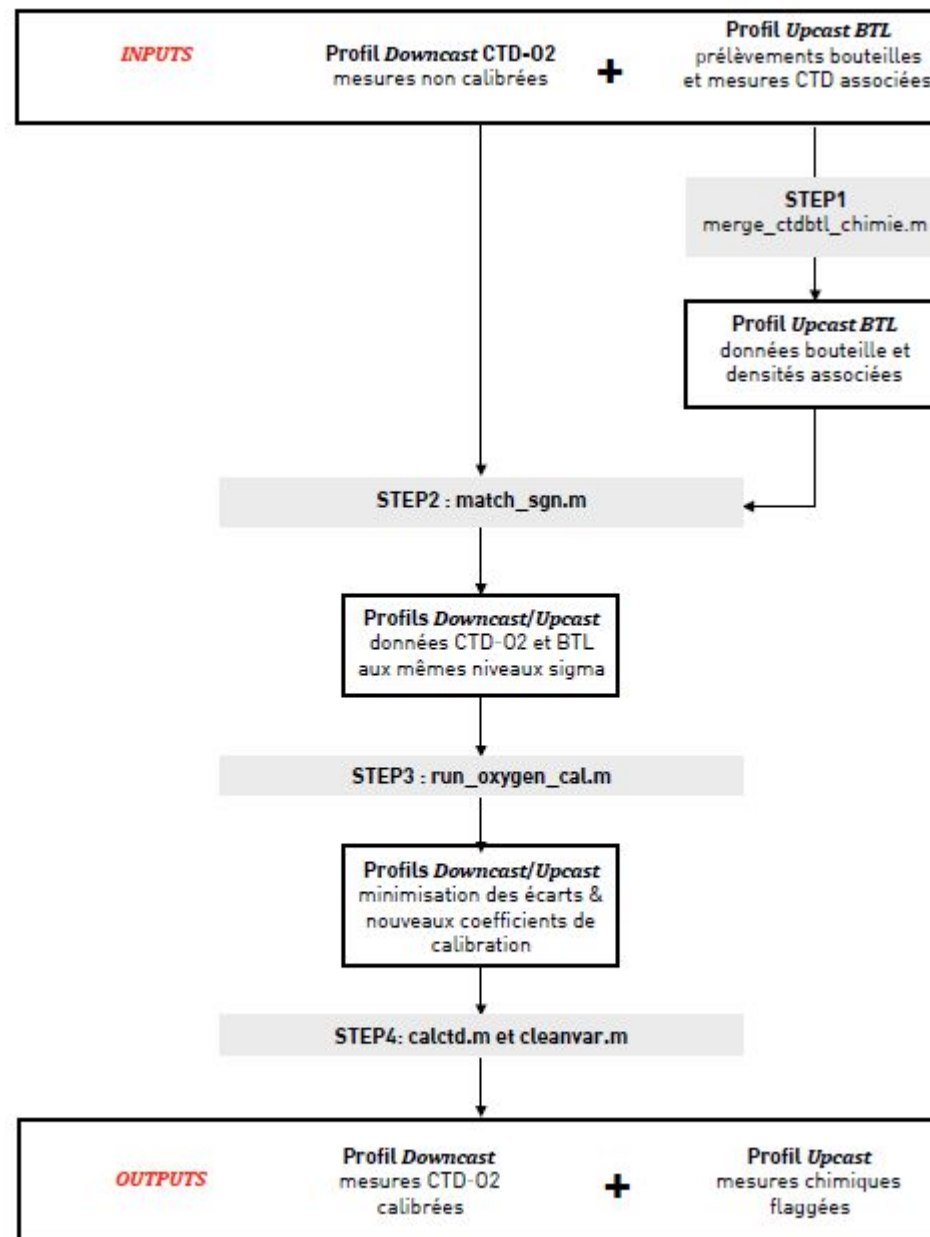 INPUTS
Profil Downcast CTD-O2
mesures non calibrées
+
Profil Upcast BTL
prélèvements bouteilles
et mesures CTD associées
STEP1
merge_ctdbtl_chimie.m
Profil Upcast BTL
données bouteille et
densités associées
STEP2 : match_sgn.m
Profils Downcast/Upcast
données CTD-O2 et BTL
aux mêmes niveaux sigma
STEP3 : run_oxygen_cal.m
Profils Downcast/Upcast
minimisation des écarts &
nouveaux coefficients de
calibration
STEP4: calctd.m et cleanvar.m
OUTPUTS
Profil Downcast
mesures CTD-O2
calibrées
+
Profil Upcast
mesures chimiques
flaggées